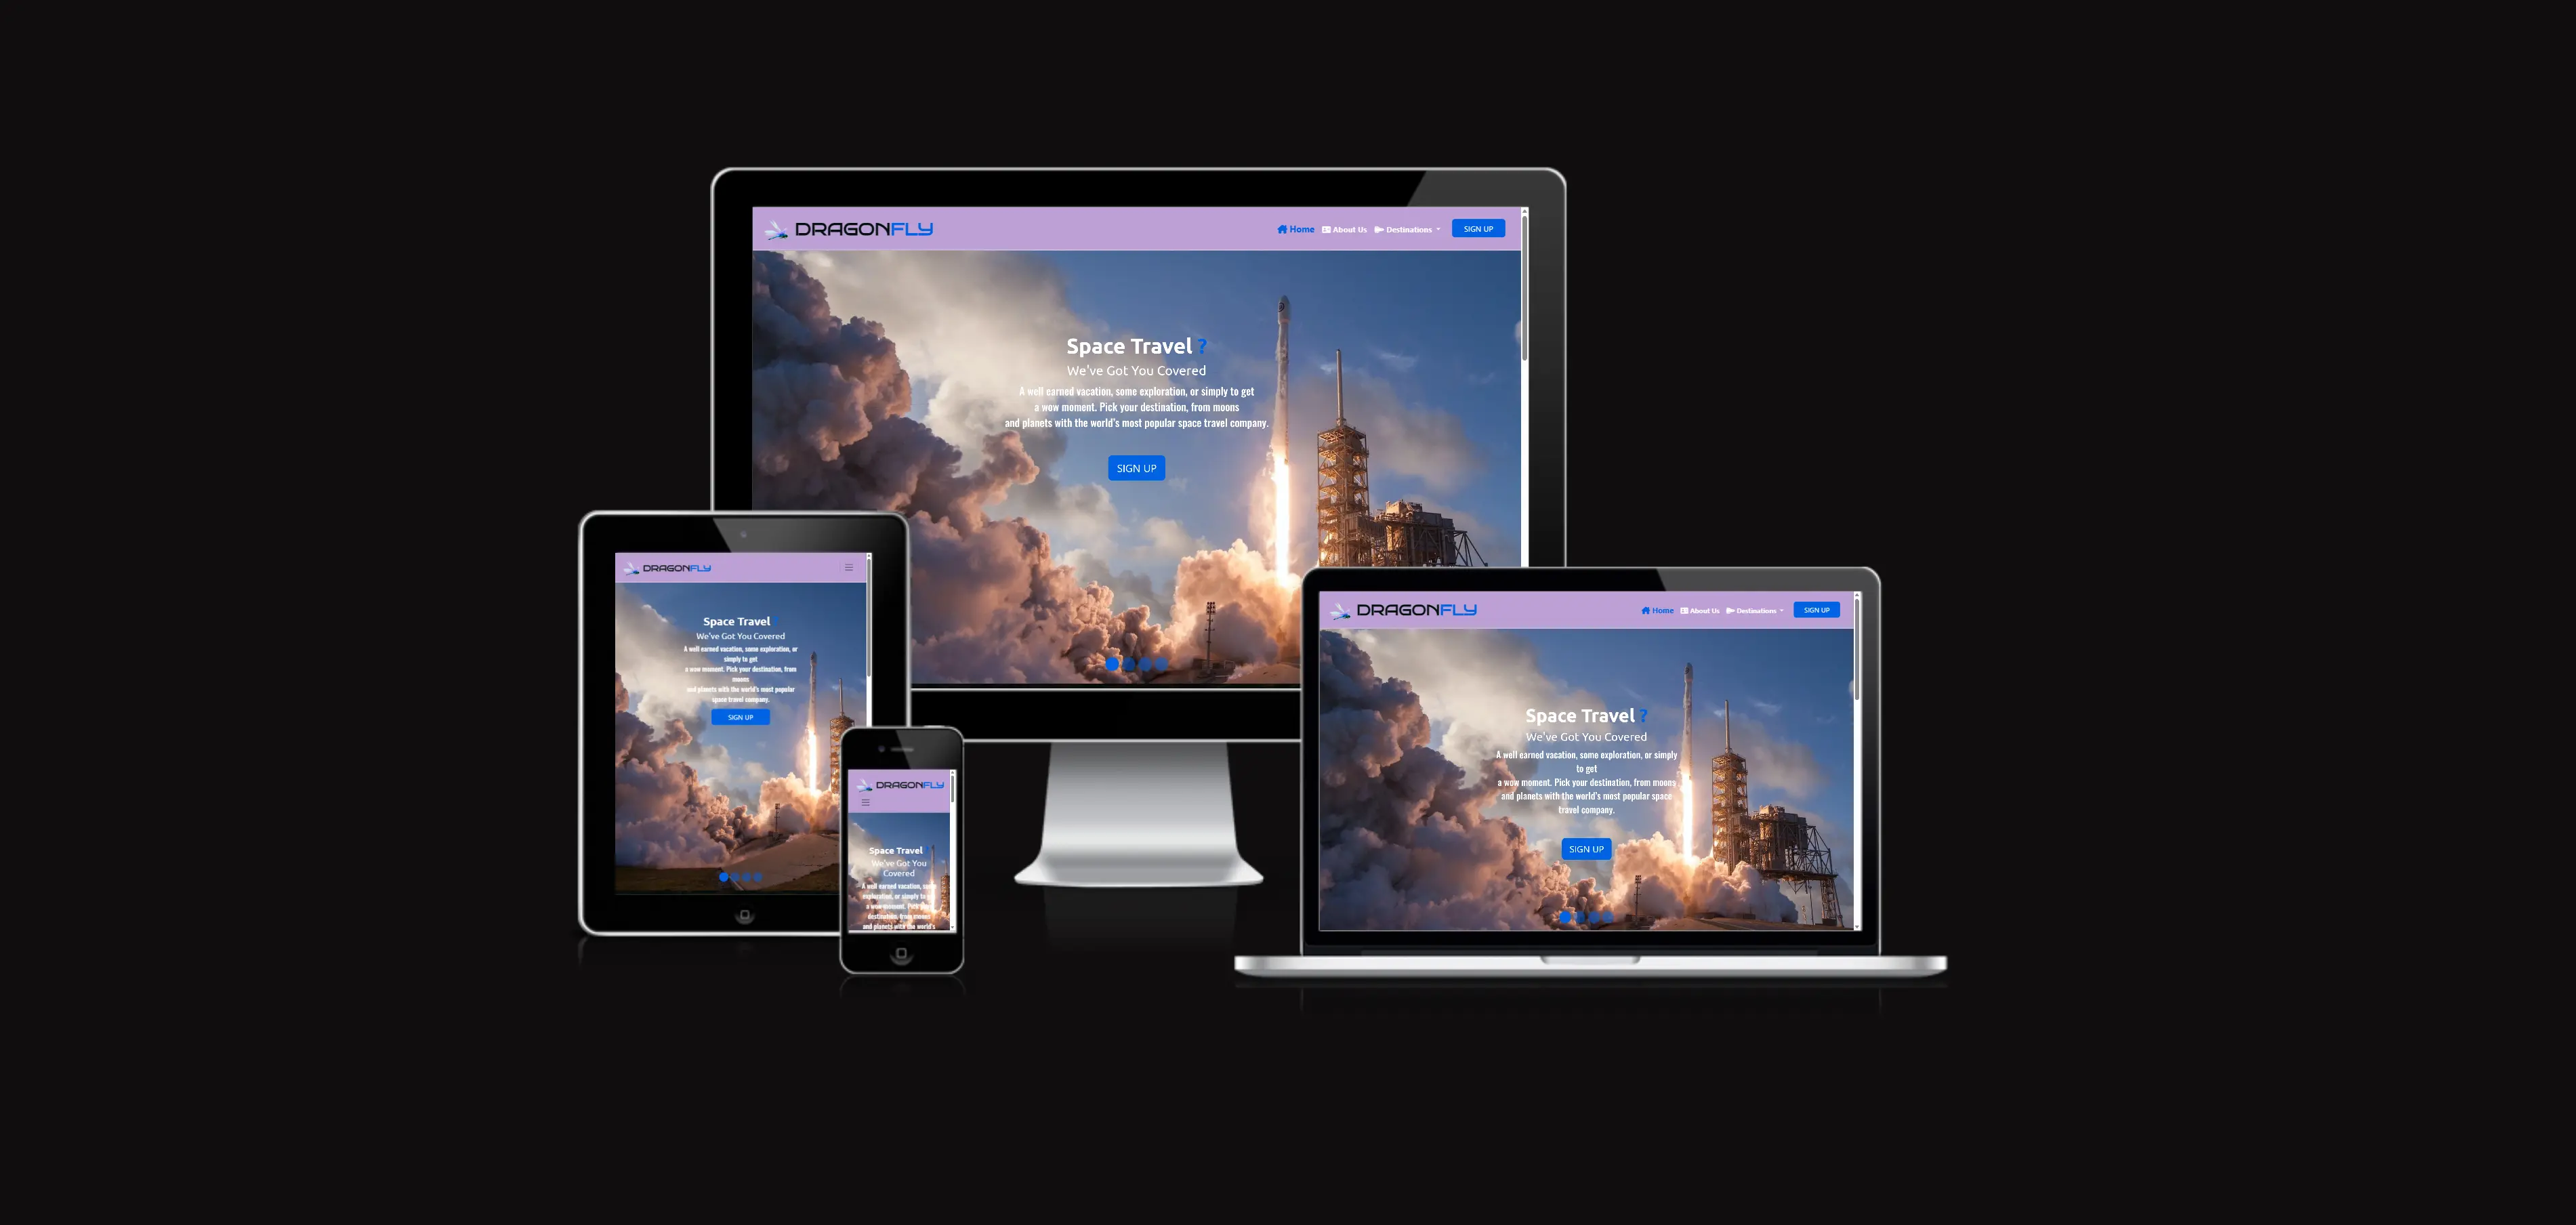 DRAGONFLY
Home About Us Destinations SIGN UP
Space Travel ?
We've Got You Covered
A well earned vacation, some exploration, or simply to get
a wow moment. Pick your destination, from moons
and planets with the world's most popular space travel company.
SIGN UP
DRAGONFLY
Space Travel
We've Got You Covered
A well earned vacation, some exploration, or
simply to get
a wow moment. Pick your destination, from
moons
and planets with the world's most popular
space travel company.
SIGN UP
DRAGONFLY
Space Travel
We've Got You
Covered
A well earned vacation, some
exploration, or simply to get
a wow moment. Pick your
destination, from moons
and planets with the world's
DRAGONFLY
Home About Us Destinations SIGN UP
Space Travel ?
We've Got You Covered
A well earned vacation, some exploration, or simply
to get
a wow moment. Pick your destination, from moons
and planets with the world's most popular space
travel company.
SIGN UP